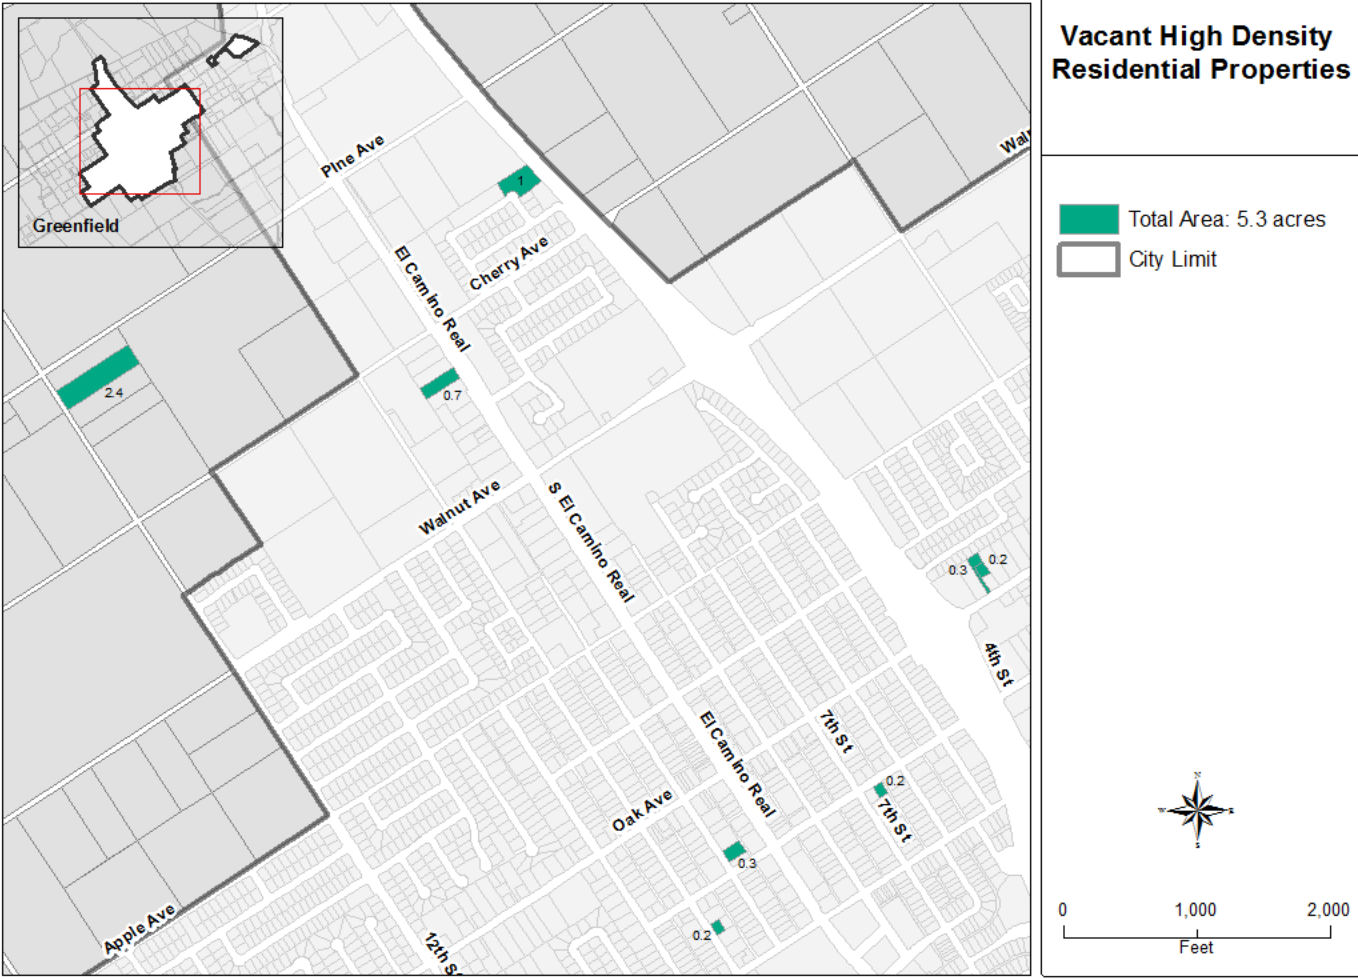 Vacant High Density
Residential Properties
Total Area: 5.3 acres
City Limit
Greenfield
Pine Ave
Waln
1
El Camino Real
Cherry Ave
2.4
0.7
Walnut Ave
S El Camino Real
0.2
0.3
4th St
El Camino Real
7th St
0.2
7th St
Oak Ave
0.3
Apple Ave
0.2
12th S
N
W
E
S
0
1,000
2,000
Feet